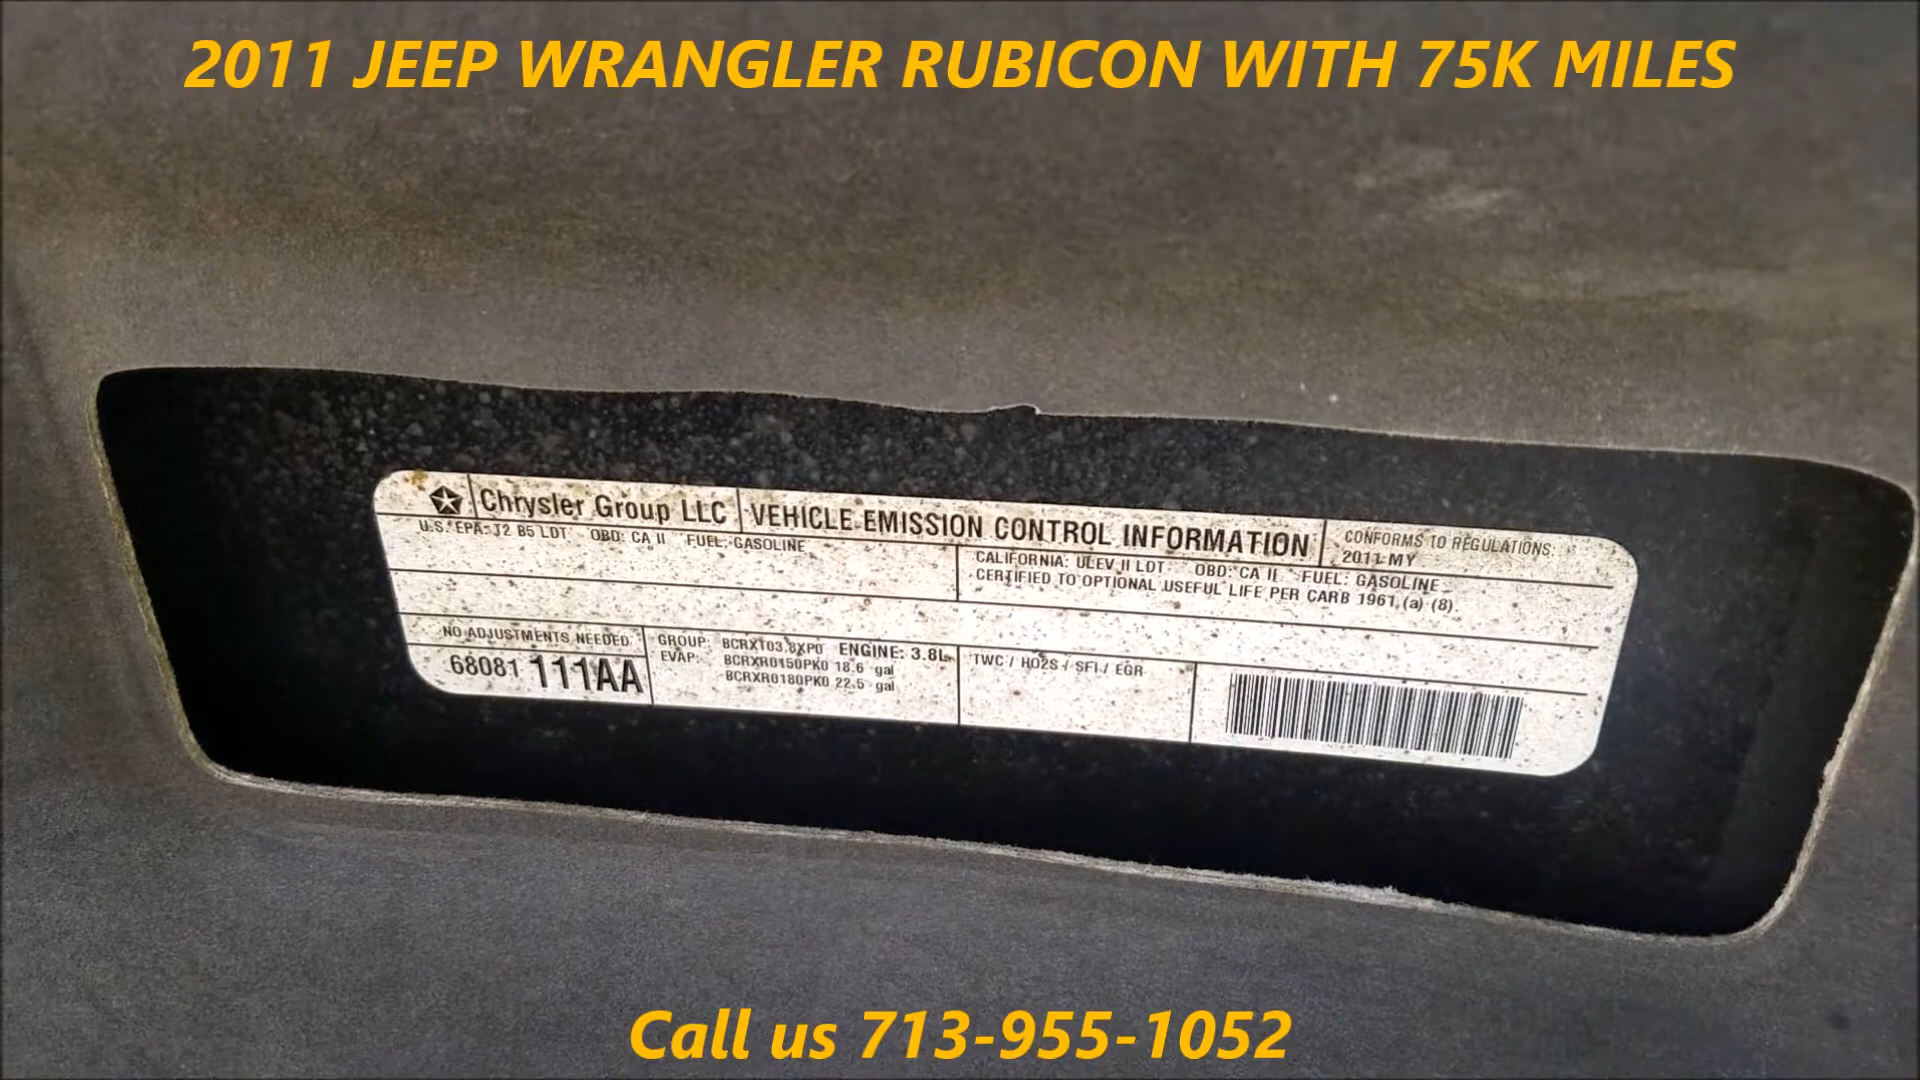 2011 JEEP WRANGLER RUBICON WITH 75K MILES
Chrysler Group LLC VEHICLE EMISSION CONTROL INFORMATION
CONFORMS TO REGULATIONS:
2011 MY
U.S. EPA: T2 B5 LDT OBD: CA II FUEL: GASOLINE
CALIFORNIA: ULEV II LDT OBD: CA II FUEL: GASOLINE
CERTIFIED TO OPTIONAL USEFUL LIFE PER CARB 1961 (a) (8).
NO ADJUSTMENTS NEEDED.
68081 111AA
GROUP: BCRXT03.8XP0 ENGINE: 3.8L
EVAP: BCRXR0150PK0 18.6 gal
BCRXR0180PK0 22.5 gal
TWC / HO2S / SFI / EGR
Call us 713-955-1052